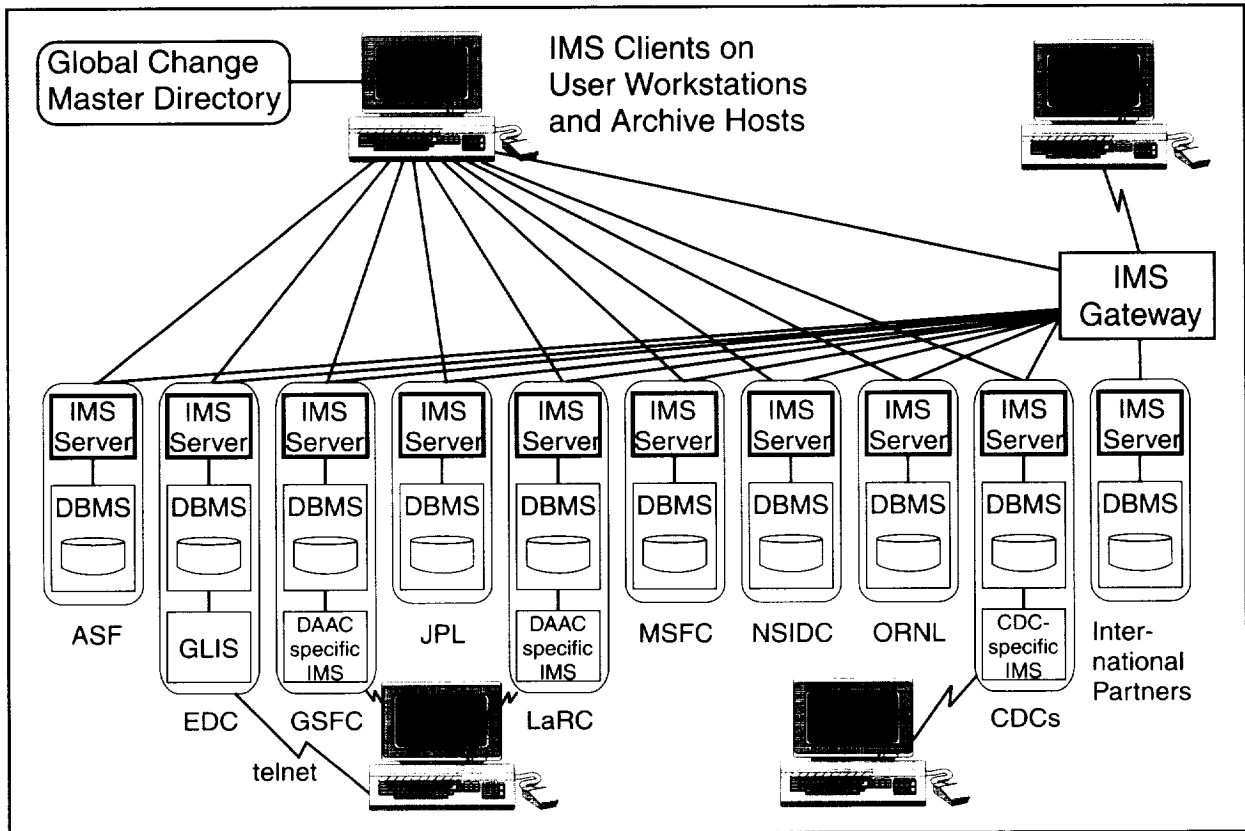 Global Change
Master Directory
IMS Clients on
User Workstations
and Archive Hosts
IMS
Gateway
IMS
Server
IMS
Server
IMS
Server
IMS
Server
IMS
Server
IMS
Server
IMS
Server
IMS
Server
IMS
Server
IMS
Server
DBMS
DBMS
DBMS
DBMS
DBMS
DBMS
DBMS
DBMS
DBMS
DBMS
ASF
GLIS
EDC
DAAC
specific
IMS
GSFC
JPL
DAAC
specific
IMS
LaRC
MSFC
NSIDC
ORNL
CDC-
specific
IMS
CDCs
Inter-
national
Partners
telnet